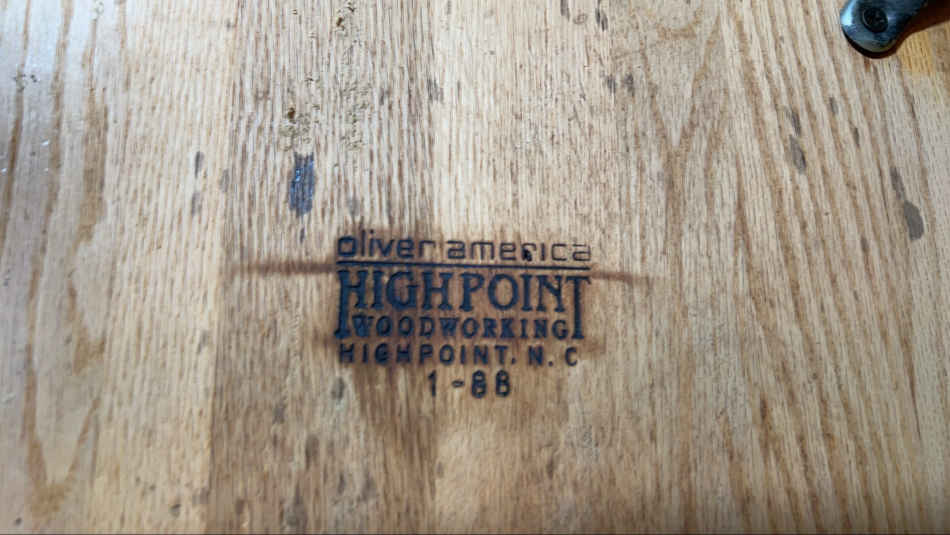 oliver america
HIGHPOINT
WOODWORKING
HIGHPOINT, N. C
1-88